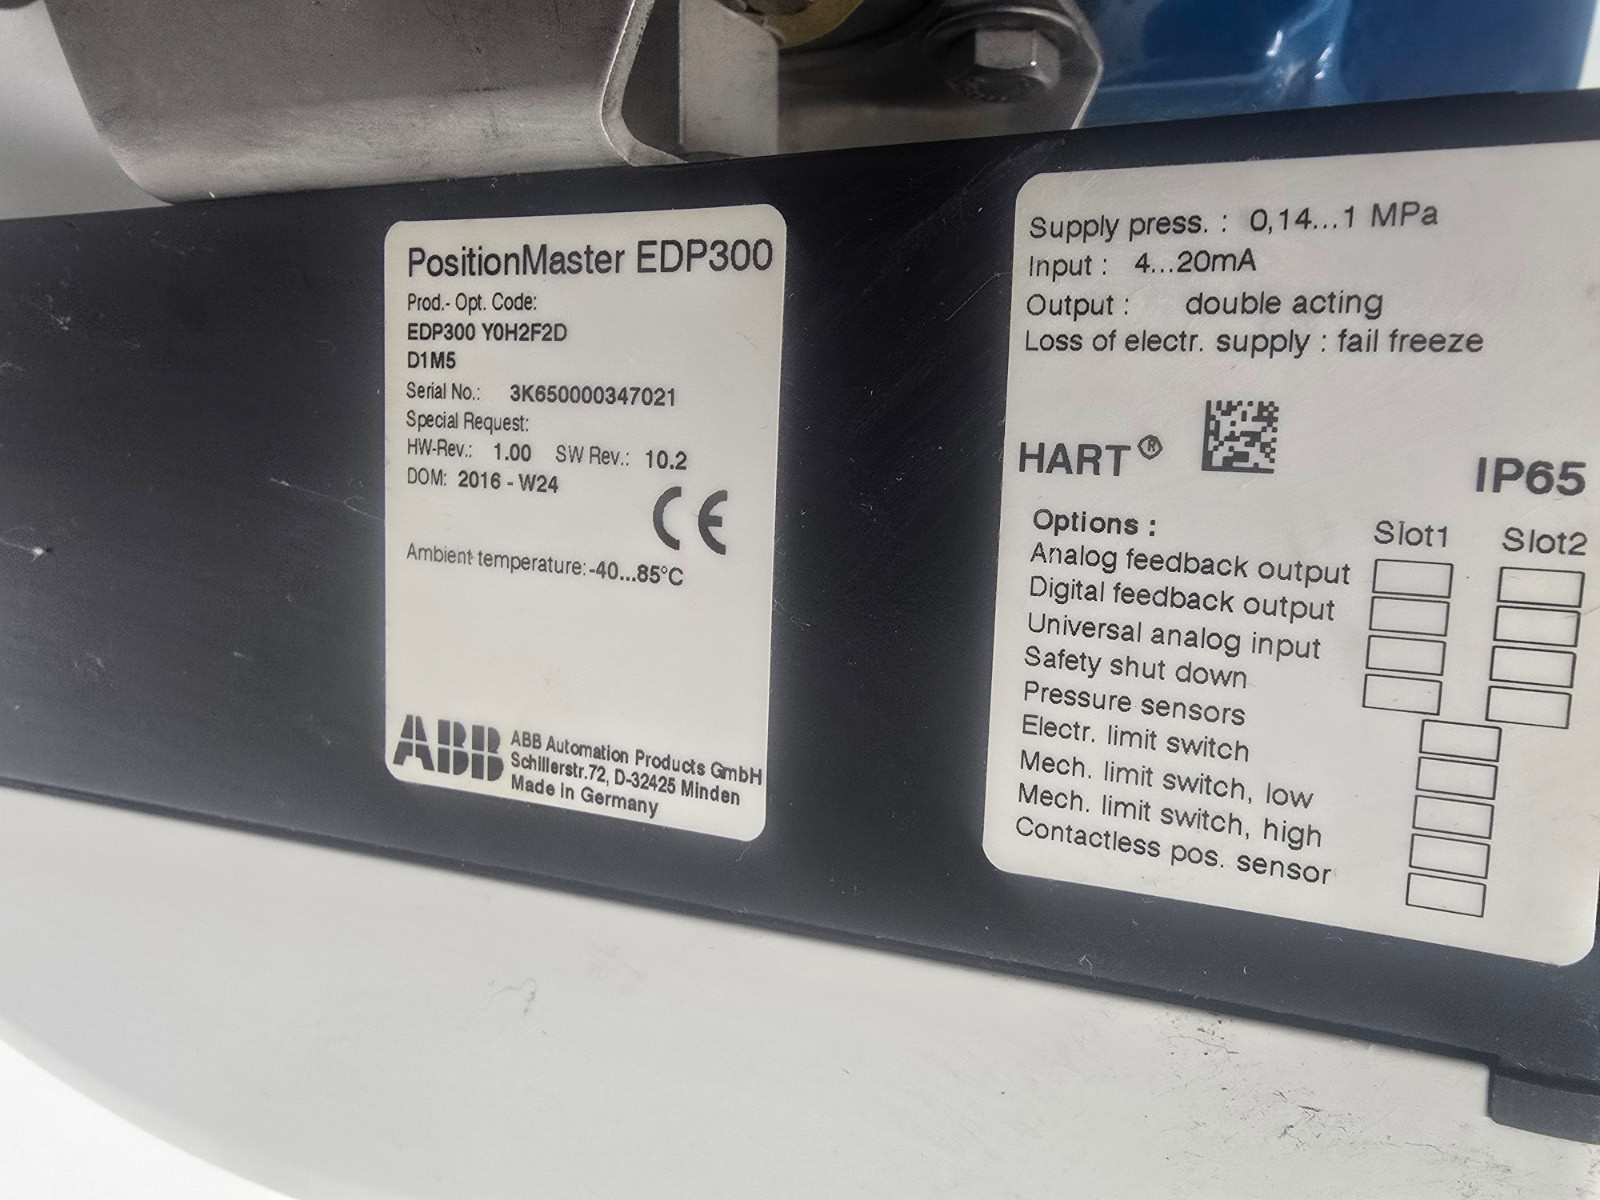 PositionMaster EDP300
Prod.- Opt. Code:
EDP300 Y0H2F2D
D1M5
Serial No.: 3K650000347021
Special Request:
HW-Rev.: 1.00 SW Rev.: 10.2
DOM: 2016 - W24
CE
Ambient temperature: -40...85°C
ABB
ABB Automation Products GmbH
Schillerstr.72, D-32425 Minden
Made in Germany
Supply press. : 0,14...1 MPa
Input : 4...20mA
Output : double acting
Loss of electr. supply : fail freeze
HART® IP65
Options : Slot1 Slot2
Analog feedback output
Digital feedback output
Universal analog input
Safety shut down
Pressure sensors
Electr. limit switch
Mech. limit switch, low
Mech. limit switch, high
Contactless pos. sensor